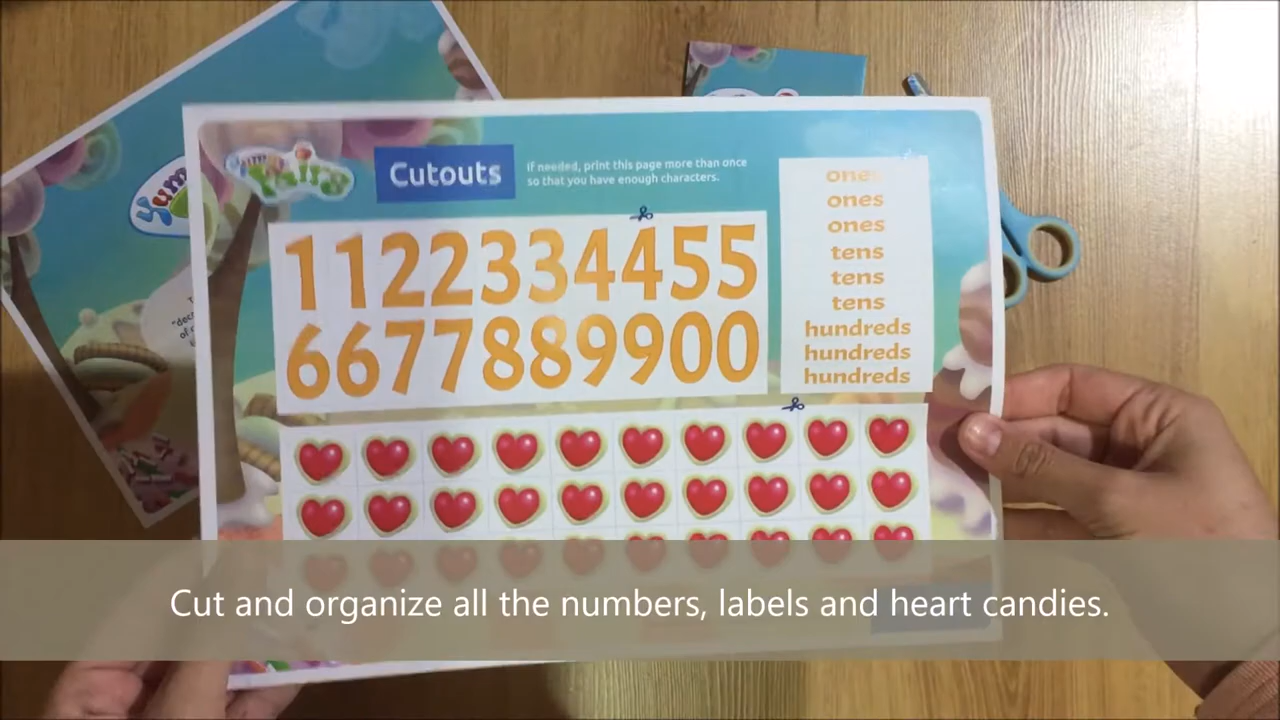 Cutouts
If needed, print this page more than once
so that you have enough characters.
1122334455
6677889900
ones
ones
ones
tens
tens
tens
hundreds
hundreds
hundreds
Yum
Cut and organize all the numbers, labels and heart candies.